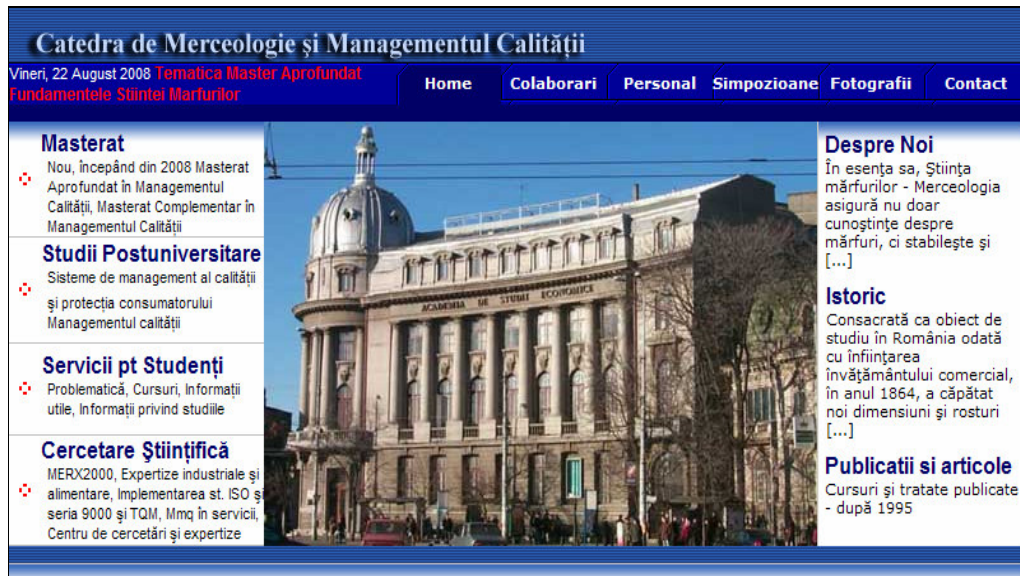 Catedra de Merceologie şi Managementul Calităţii
Vineri, 22 August 2008 Tematica Master Aprofundat
Fundamentele Stiintei Marfurilor
Home Colaborari Personal Simpozioane Fotografii Contact
Masterat
Nou, începând din 2008 Masterat
Aprofundat în Managementul
Calităţii, Masterat Complementar în
Managementul Calităţii
Studii Postuniversitare
Sisteme de management al calităţii
şi protecţia consumatorului
Managementul calităţii
Servicii pt Studenţi
Problematică, Cursuri, Informaţii
utile, Informaţii privind studiile
Cercetare Ştiinţifică
MERX2000, Expertize industriale şi
alimentare, Implementarea st. ISO şi
seria 9000 şi TQM, Mmq în servicii,
Centru de cercetări şi expertize
ACADEMIA DE STUDII ECONOMICE
Despre Noi
În esenţa sa, Ştiinţa
mărfurilor - Merceologia
asigură nu doar
cunoştinţe despre
mărfuri, ci stabileşte şi
[...]
Istoric
Consacrată ca obiect de
studiu în România odată
cu înfiinţarea
învăţământului comercial,
în anul 1864, a căpătat
noi dimensiuni şi rosturi
[...]
Publicatii si articole
Cursuri şi tratate publicate
- după 1995